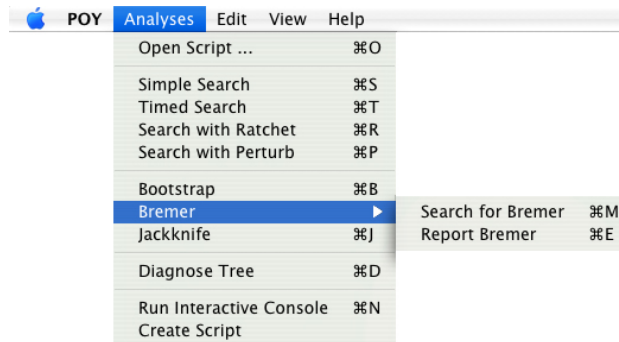 POY Analyses Edit View Help
Open Script ... ⌘O
Simple Search ⌘S
Timed Search ⌘T
Search with Ratchet ⌘R
Search with Perturb ⌘P
Bootstrap ⌘B
Bremer
Search for Bremer ⌘M
Jackknife ⌘J
Report Bremer ⌘E
Diagnose Tree ⌘D
Run Interactive Console ⌘N
Create Script